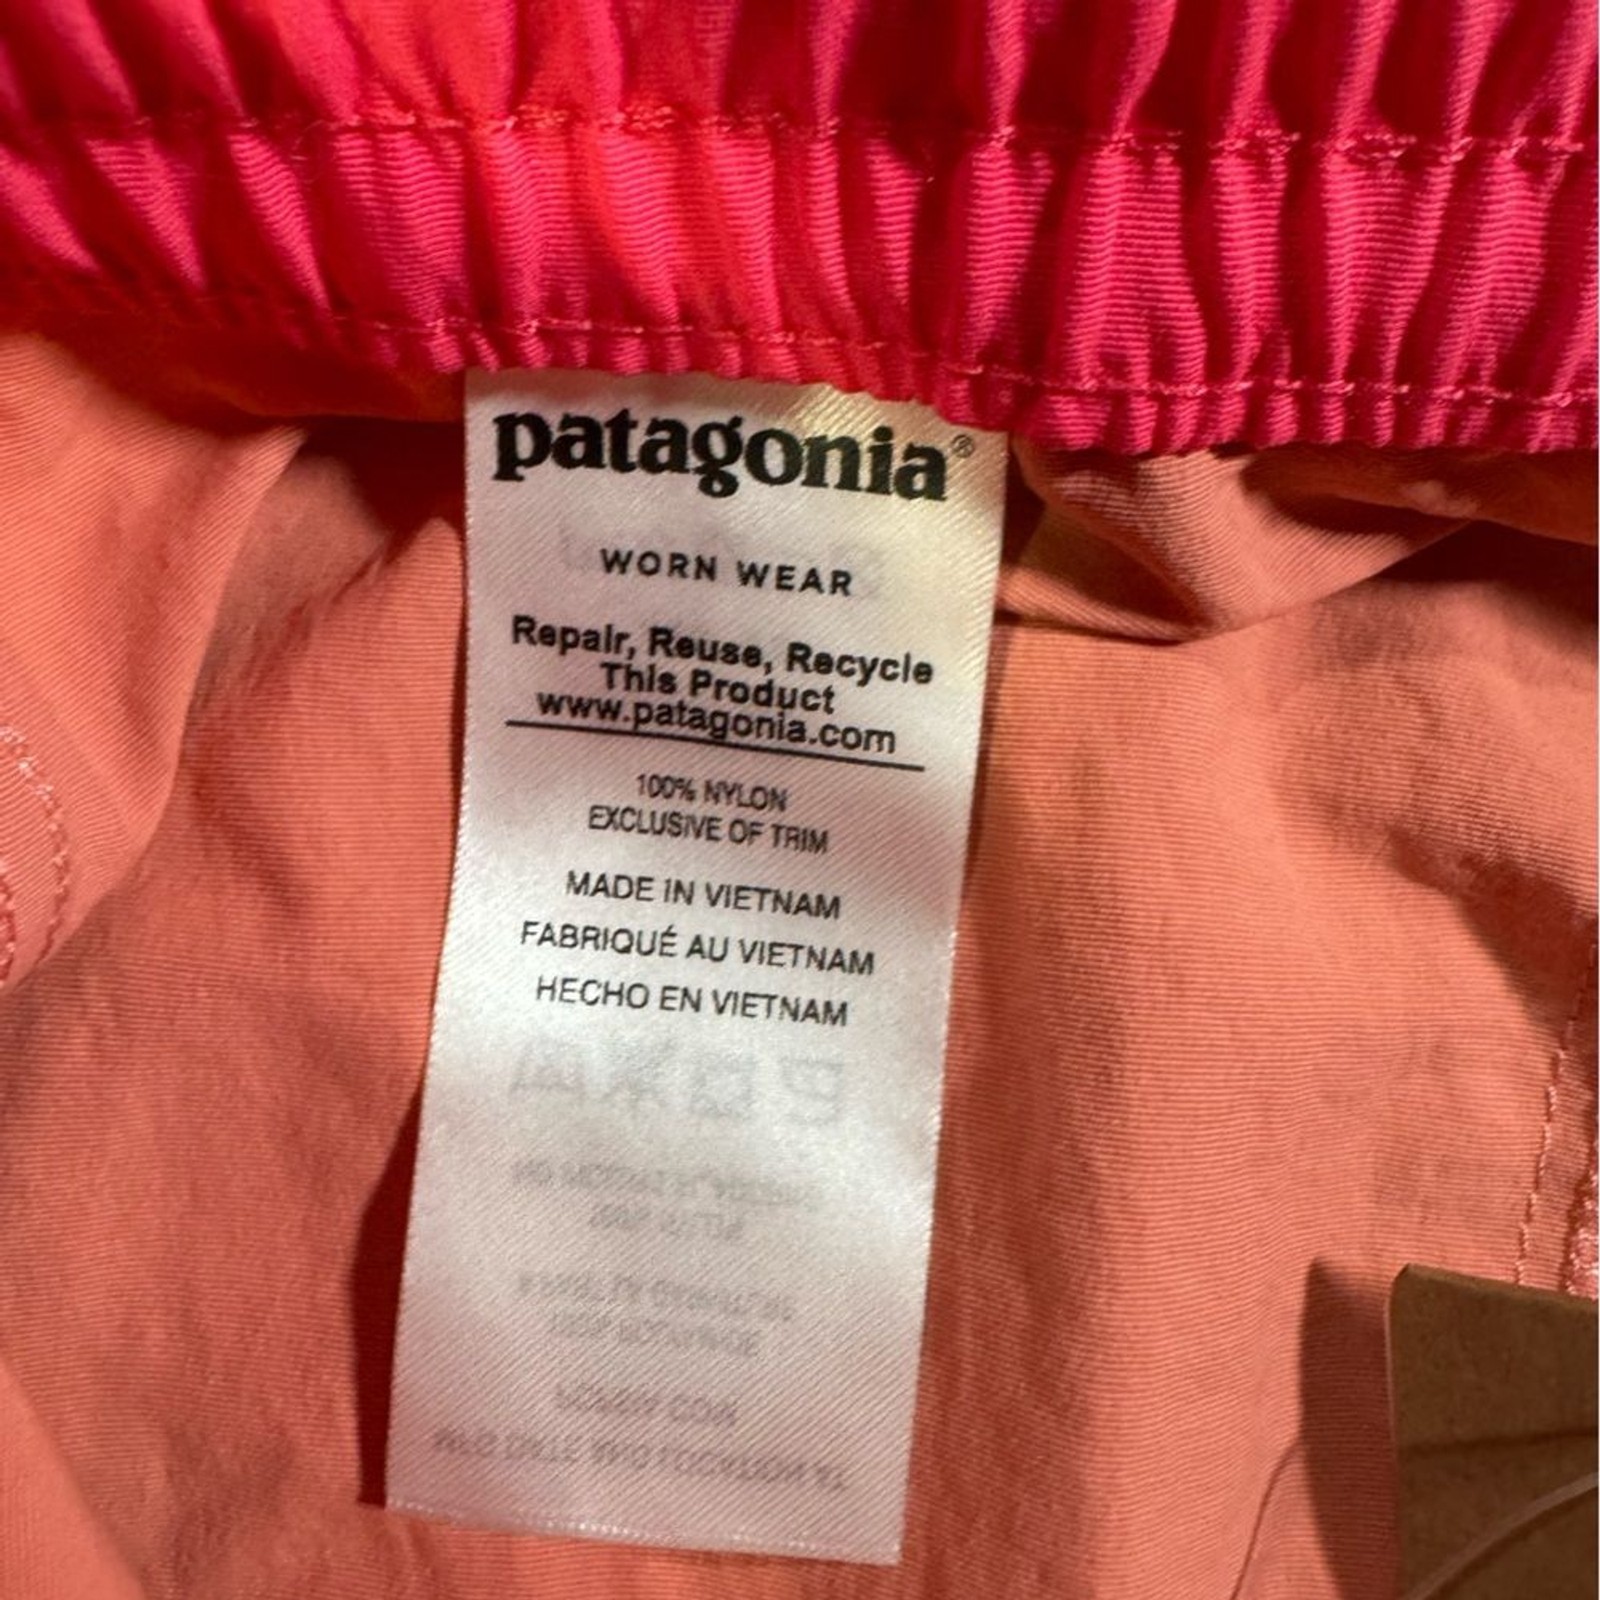 patagonia®
WORN WEAR
Repair, Reuse, Recycle
This Product
www.patagonia.com
100% NYLON
EXCLUSIVE OF TRIM
MADE IN VIETNAM
FABRIQUÉ AU VIETNAM
HECHO EN VIETNAM